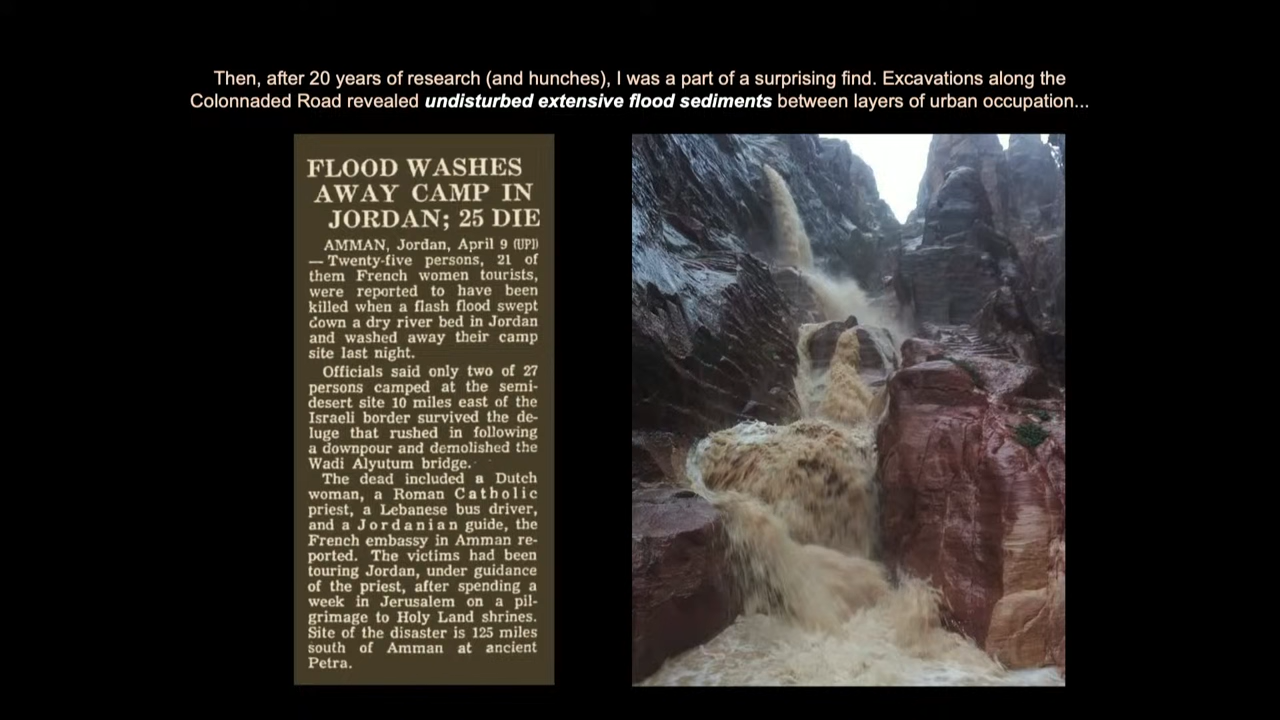 Then, after 20 years of research (and hunches), I was a part of a surprising find. Excavations along the
Colonnaded Road revealed undisturbed extensive flood sediments between layers of urban occupation...
FLOOD WASHES
AWAY CAMP IN
JORDAN; 25 DIE
AMMAN, Jordan, April 9 (UPI)
— Twenty-five persons, 21 of
them French women tourists,
were reported to have been
killed when a flash flood swept
down a dry river bed in Jordan
and washed away their camp
site last night.
Officials said only two of 27
persons camped at the semi-
desert site 10 miles east of the
Israeli border survived the de-
luge that rushed in following
a downpour and demolished the
Wadi Alyutum bridge.
The dead included a Dutch
woman, a Roman Catholic
priest, a Lebanese bus driver,
and a Jordanian guide, the
French embassy in Amman re-
ported. The victims had been
touring Jordan, under guidance
of the priest, after spending a
week in Jerusalem on a pil-
grimage to Holy Land shrines.
Site of the disaster is 125 miles
south of Amman at ancient
Petra.